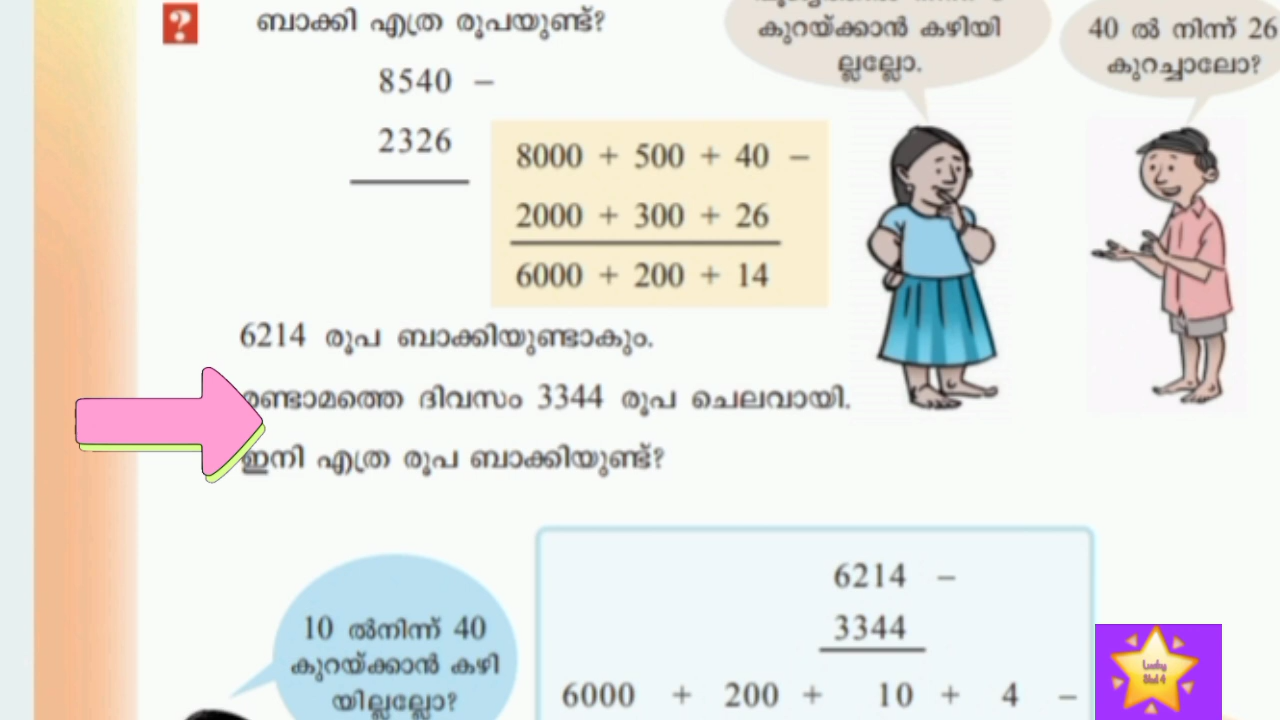 ?
ബാക്കി എത്ര രൂപയുണ്ട്?
8540 –
2326
8000 + 500 + 40 –
2000 + 300 + 26
6000 + 200 + 14
കുറയ്ക്കാൻ കഴിയി
ല്ലല്ലോ.
40 ൽ നിന്ന് 26
കുറച്ചാലോ?
6214 രൂപ ബാക്കിയുണ്ടാകും.
രണ്ടാമത്തെ ദിവസം 3344 രൂപ ചെലവായി.
ഇനി എത്ര രൂപ ബാക്കിയുണ്ട്?
10 ൽനിന്ന് 40
കുറയ്ക്കാൻ കഴി
യില്ലല്ലോ?
6214 –
3344
6000 + 200 + 10 + 4 –
Lucky